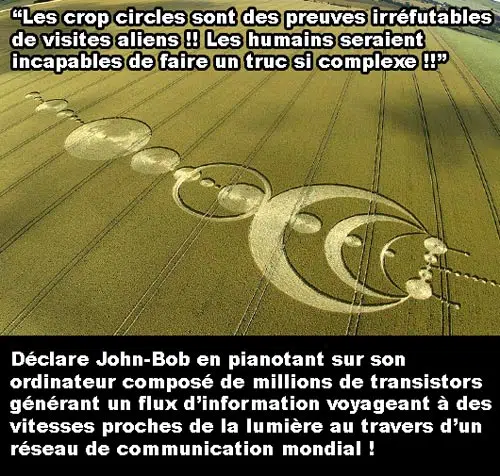 “Les crop circles sont des preuves irréfutables
de visites aliens !! Les humains seraient
incapables de faire un truc si complexe !!”
Déclare John-Bob en pianotant sur son
ordinateur composé de millions de transistors
générant un flux d’information voyageant à des
vitesses proches de la lumière au travers d’un
réseau de communication mondial !